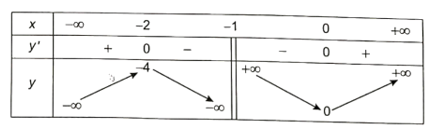 x −∞ −2 −1 0 +∞
y' + 0 − − 0 +
−4 +∞ +∞
y
−∞ −∞ 0